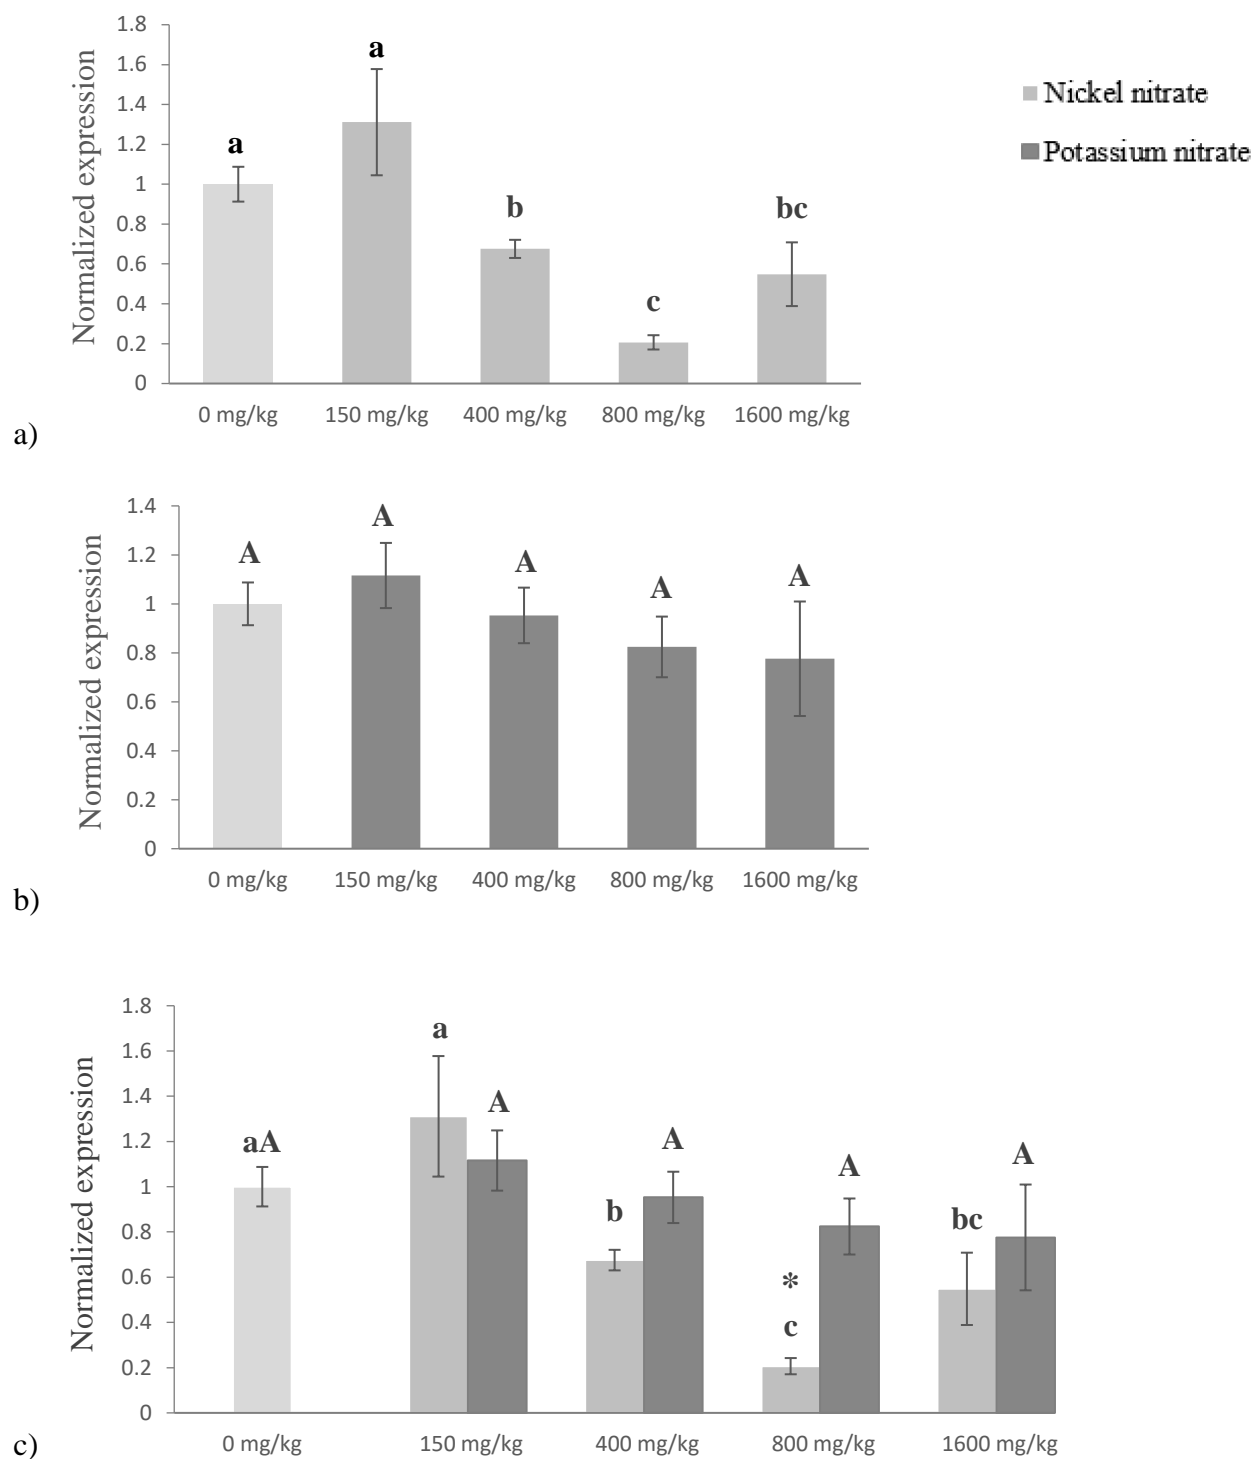 Normalized expression
1.8
1.6
1.4
1.2
1
0.8
0.6
0.4
0.2
0
a
a
b
c
bc
0 mg/kg 150 mg/kg 400 mg/kg 800 mg/kg 1600 mg/kg
Nickel nitrate
Potassium nitrate
a)
Normalized expression
1.4
1.2
1
0.8
0.6
0.4
0.2
0
A
A
A
A
A
0 mg/kg 150 mg/kg 400 mg/kg 800 mg/kg 1600 mg/kg
b)
Normalized expression
1.8
1.6
1.4
1.2
1
0.8
0.6
0.4
0.2
0
aA
a
A
b
A
*
c
A
bc
A
0 mg/kg 150 mg/kg 400 mg/kg 800 mg/kg 1600 mg/kg
c)